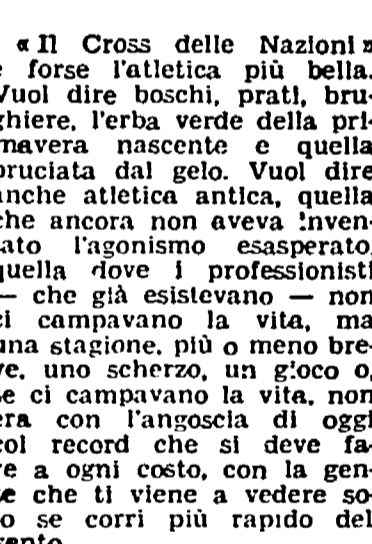 « Il Cross delle Nazioni »
è forse l'atletica più bella.
Vuol dire boschi, prati, bru-
ghiere, l'erba verde della pri-
mavera nascente e quella
bruciata dal gelo. Vuol dire
anche atletica antica, quella
che ancora non aveva inven-
tato l'agonismo esasperato,
quella dove i professionisti
— che già esistevano — non
ci campavano la vita, ma
una stagione, più o meno bre-
ve, uno scherzo, un gioco o,
se ci campavano la vita, non
era con l'angoscia di oggi
col record che si deve fa-
re a ogni costo, con la gen-
te che ti viene a vedere so-
lo se corri più rapido del
vento.